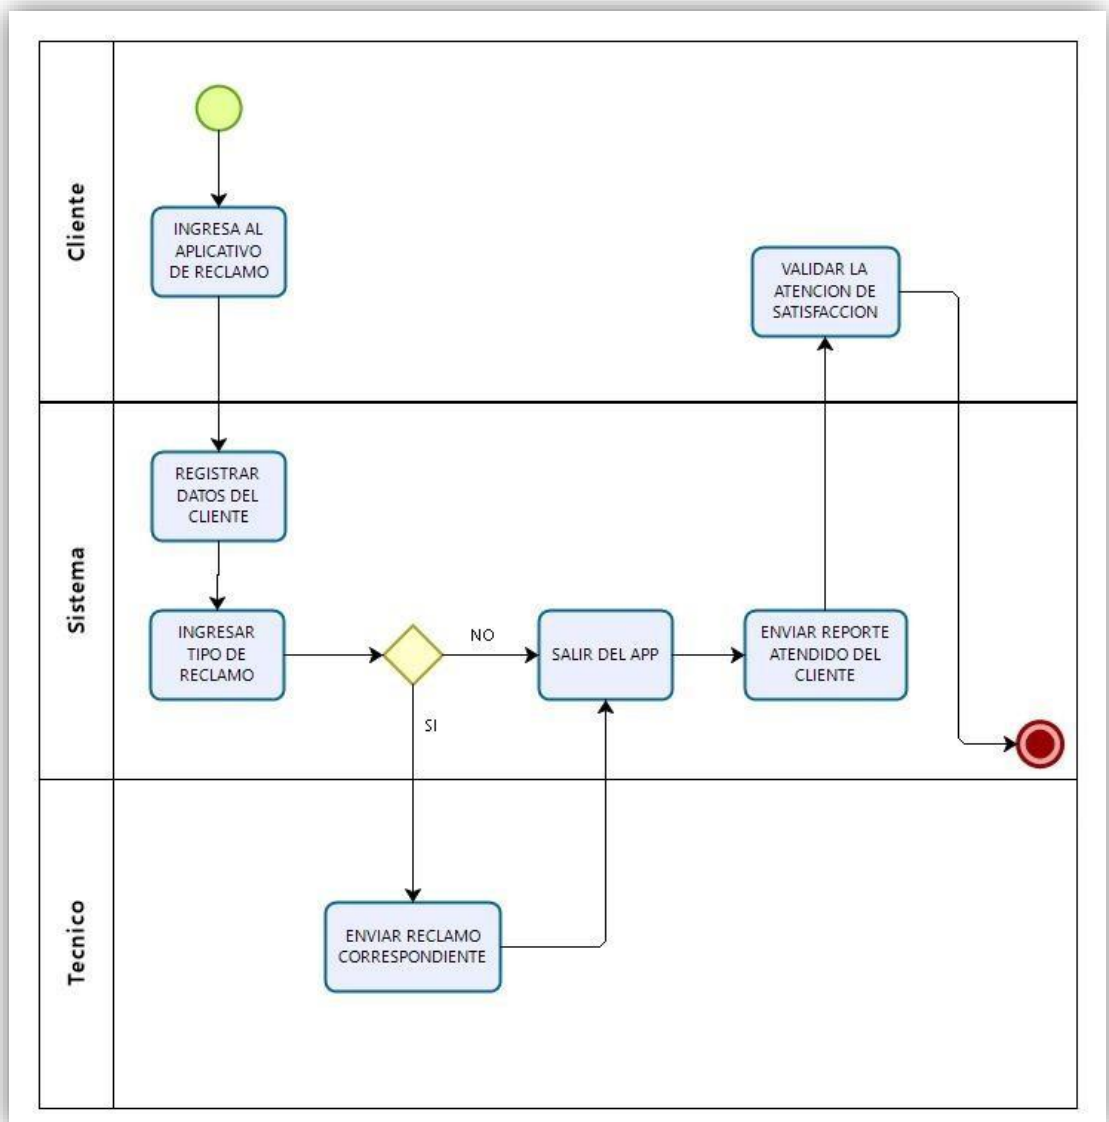 Cliente
INGRESA AL
APLICATIVO
DE RECLAMO
VALIDAR LA
ATENCION DE
SATISFACCION
Sistema
REGISTRAR
DATOS DEL
CLIENTE
INGRESAR
TIPO DE
RECLAMO
NO
SI
SALIR DEL APP
ENVIAR REPORTE
ATENDIDO DEL
CLIENTE
Tecnico
ENVIAR RECLAMO
CORRESPONDIENTE